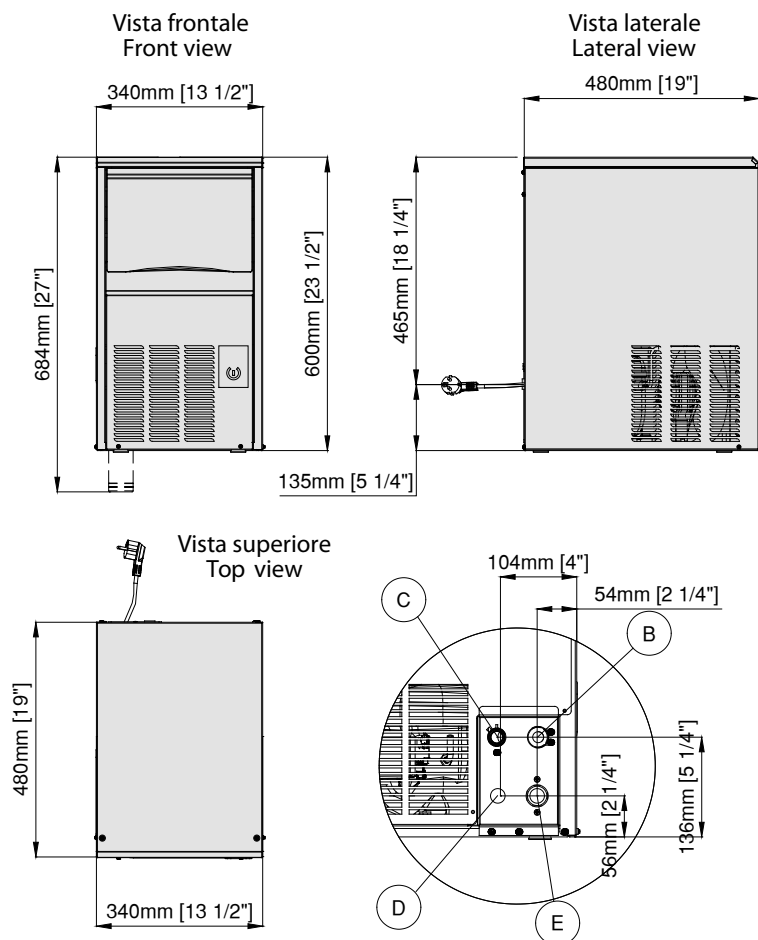 Vista frontale
Front view
Vista laterale
Lateral view
340mm [13 1/2"]
480mm [19"]
684mm [27"]
600mm [23 1/2"]
465mm [18 1/4"]
135mm [5 1/4"]
Vista superiore
Top view
480mm [19"]
340mm [13 1/2"]
104mm [4"]
54mm [2 1/4"]
C
B
136mm [5 1/4"]
56mm [2 1/4"]
D
E